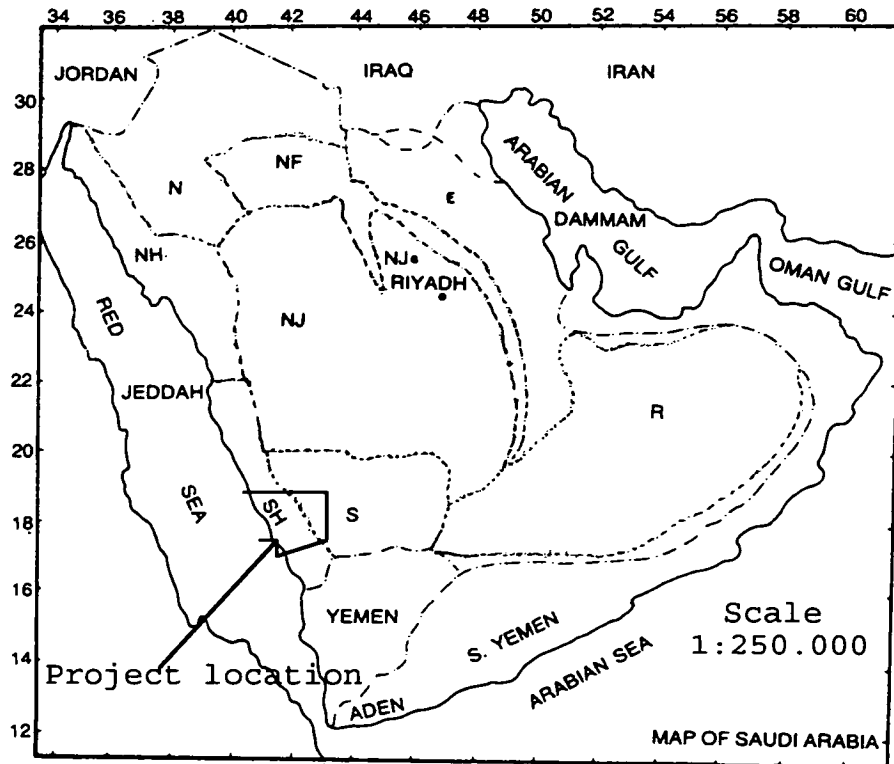 34 36 38 40 42 44 46 48 50 52 54 56 58 60
JORDAN IRAQ IRAN
30
28
26
24
22
20
18
16
14
12
NF
N
E
ARABIAN
GULF
DAMMAM
NH
NJ
RIYADH
OMAN GULF
RED
SEA
NJ
JEDDAH
R
SH
S
YEMEN
S. YEMEN
Scale
1:250.000
ARABIAN SEA
Project location
ADEN
MAP OF SAUDI ARABIA